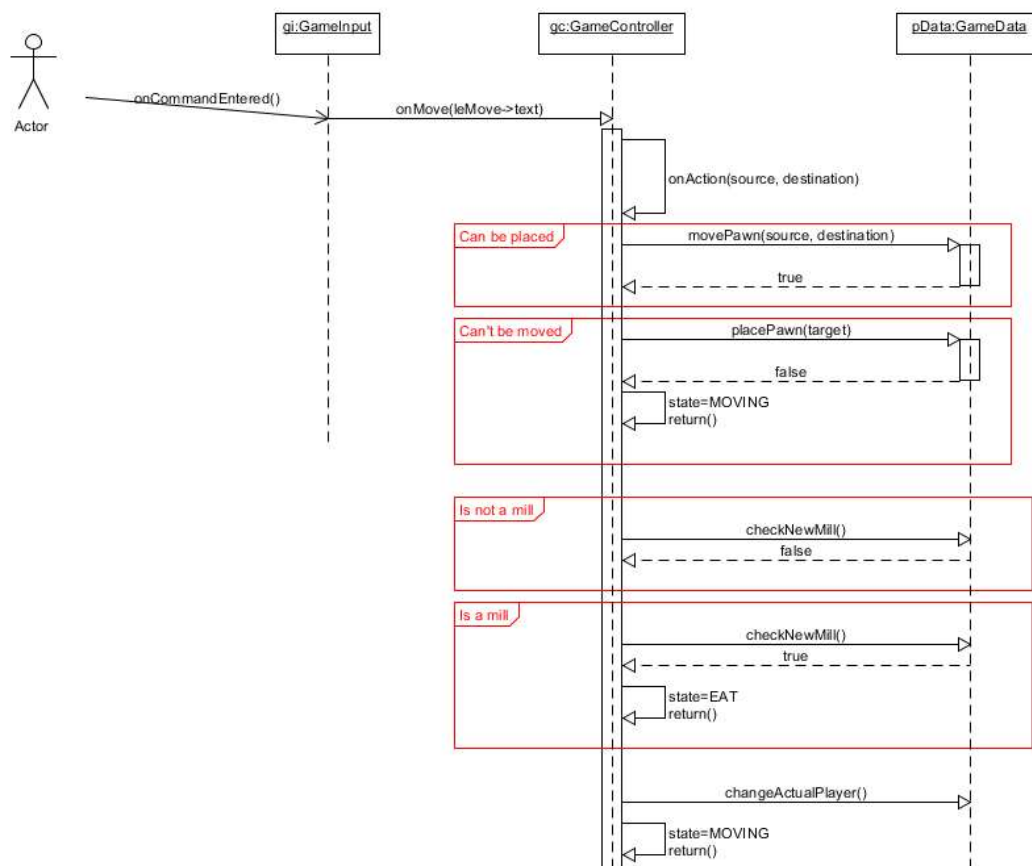 gi:GameInput
gc:GameController
pData:GameData
onCommandEntered()
onMove(leMove->text)
Actor
onAction(source, destination)
Can be placed
movePawn(source, destination)
true
Can't be moved
placePawn(target)
false
state=MOVING
return()
Is not a mill
checkNewMill()
false
Is a mill
checkNewMill()
true
state=EAT
return()
changeActualPlayer()
state=MOVING
return()